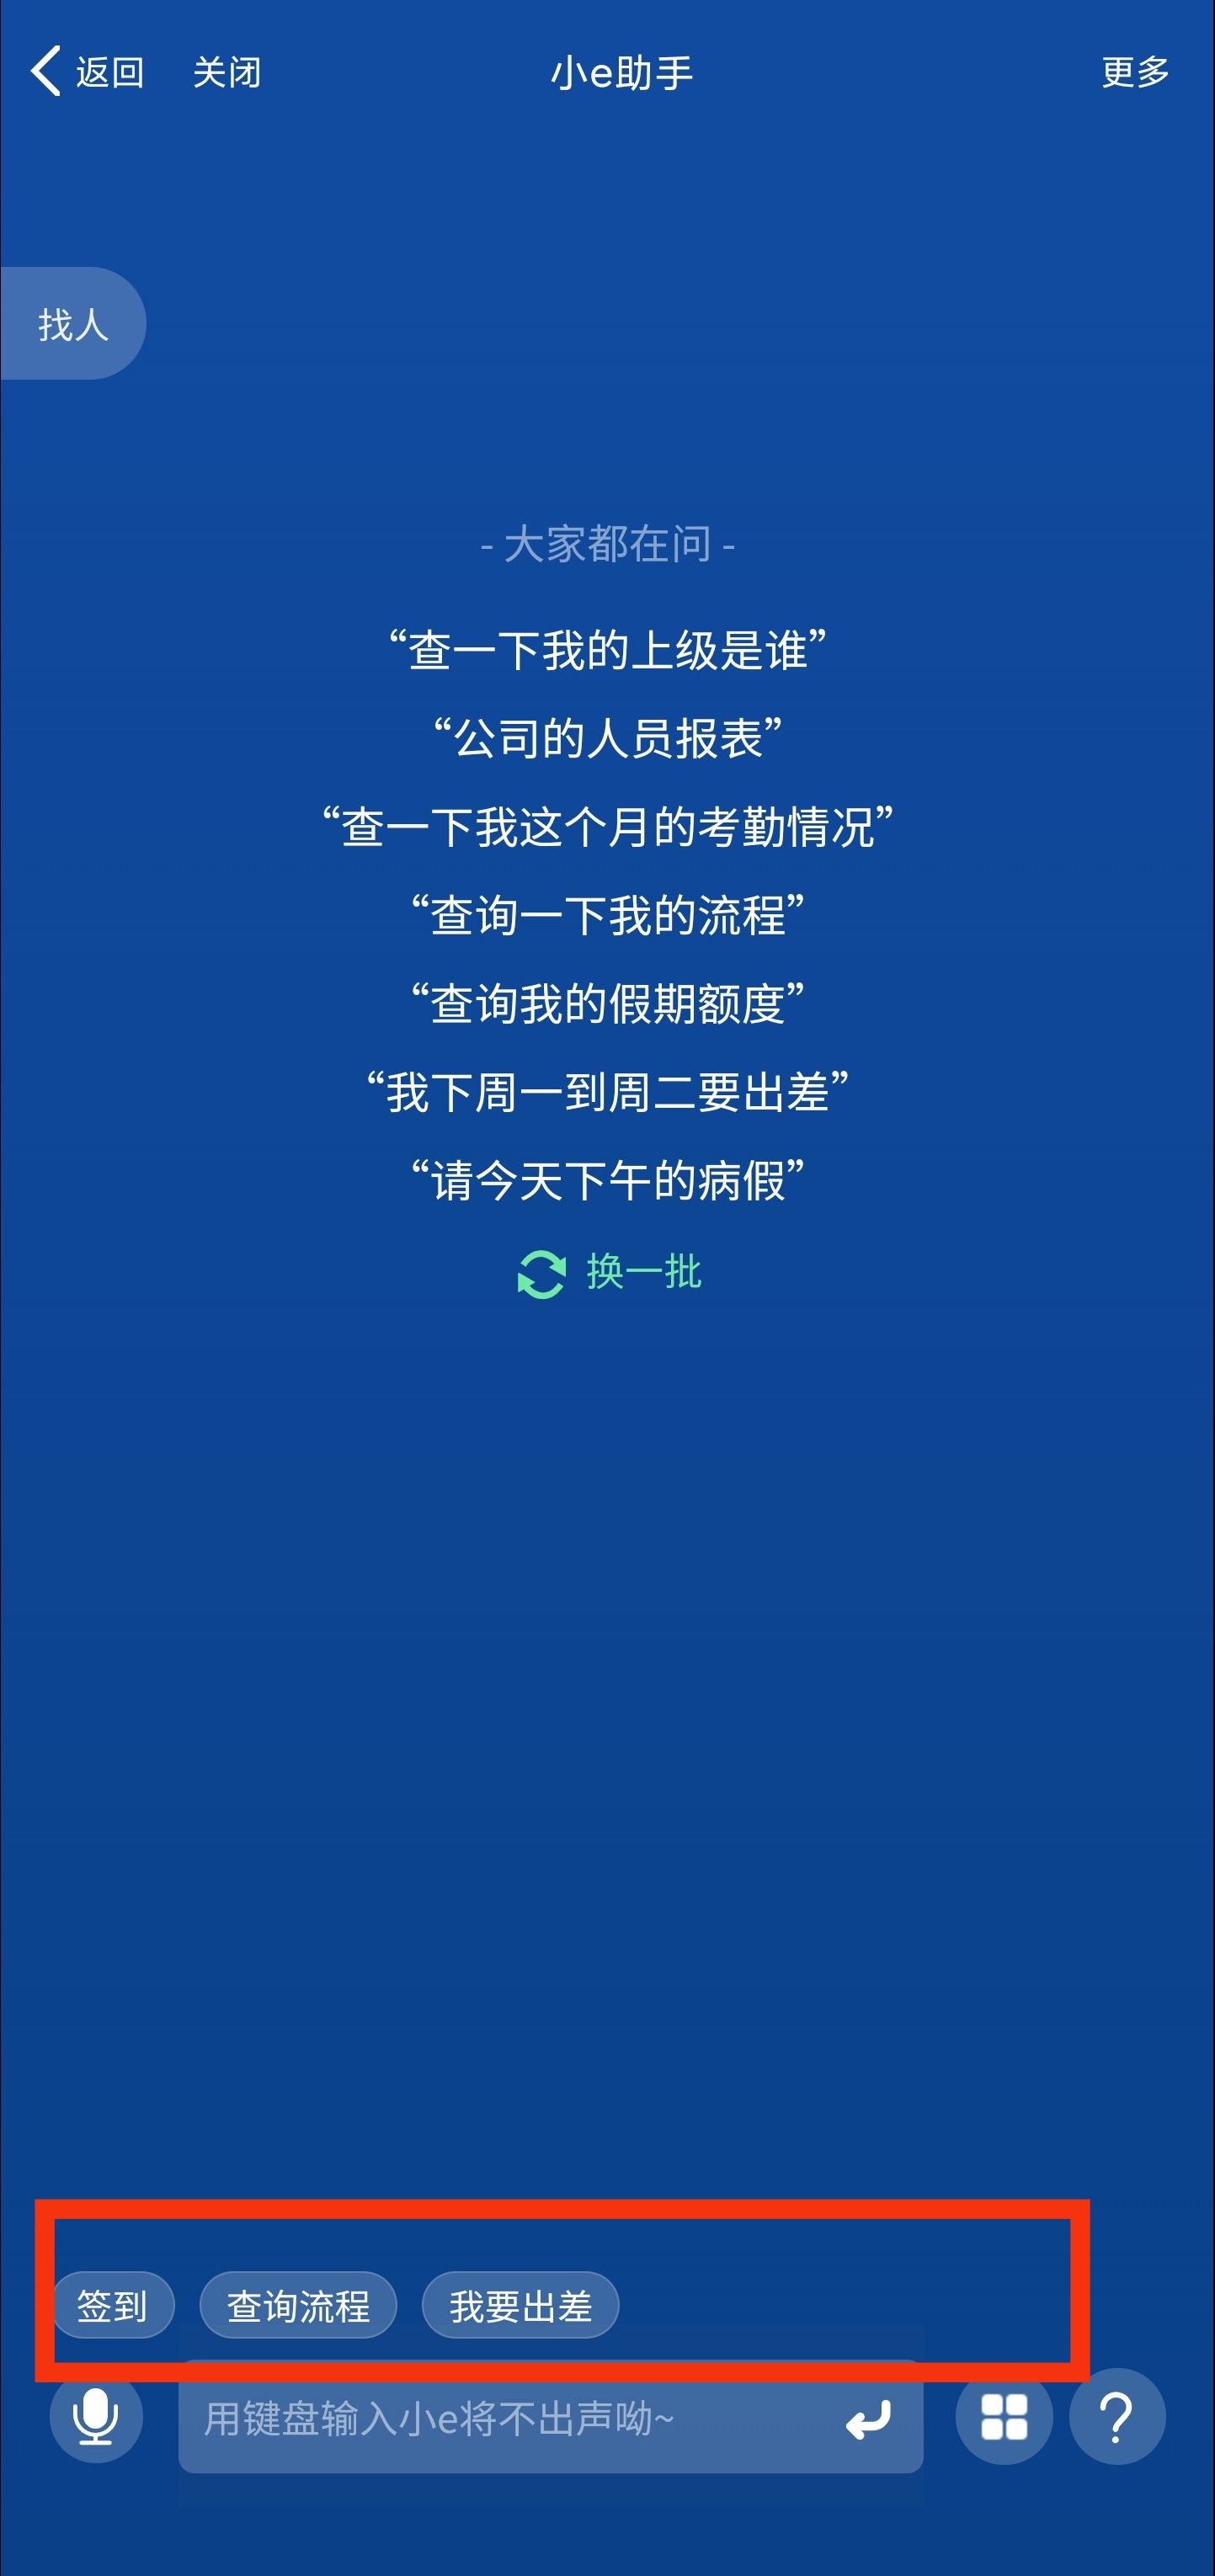 返回 关闭 小e助手 更多
找人
- 大家都在问 -
“查一下我的上级是谁”
“公司的人员报表”
“查一下我这个月的考勤情况”
“查询一下我的流程”
“查询我的假期额度”
“我下周一到周二要出差”
“请今天下午的病假”
换一批
签到 查询流程 我要出差
用键盘输入小e将不出声呦~